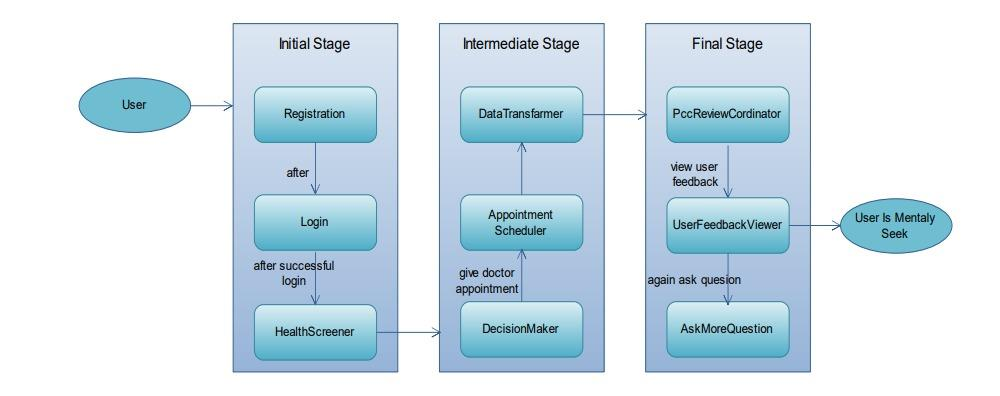 Initial Stage
Intermediate Stage
Final Stage
User
Registration
after
Login
after successful
login
HealthScreener
DataTransfarmer
Appointment
Scheduler
give doctor
appointment
DecisionMaker
PccReviewCordinator
view user
feedback
UserFeedbackViewer
again ask quesion
AskMoreQuestion
User Is Mentaly
Seek